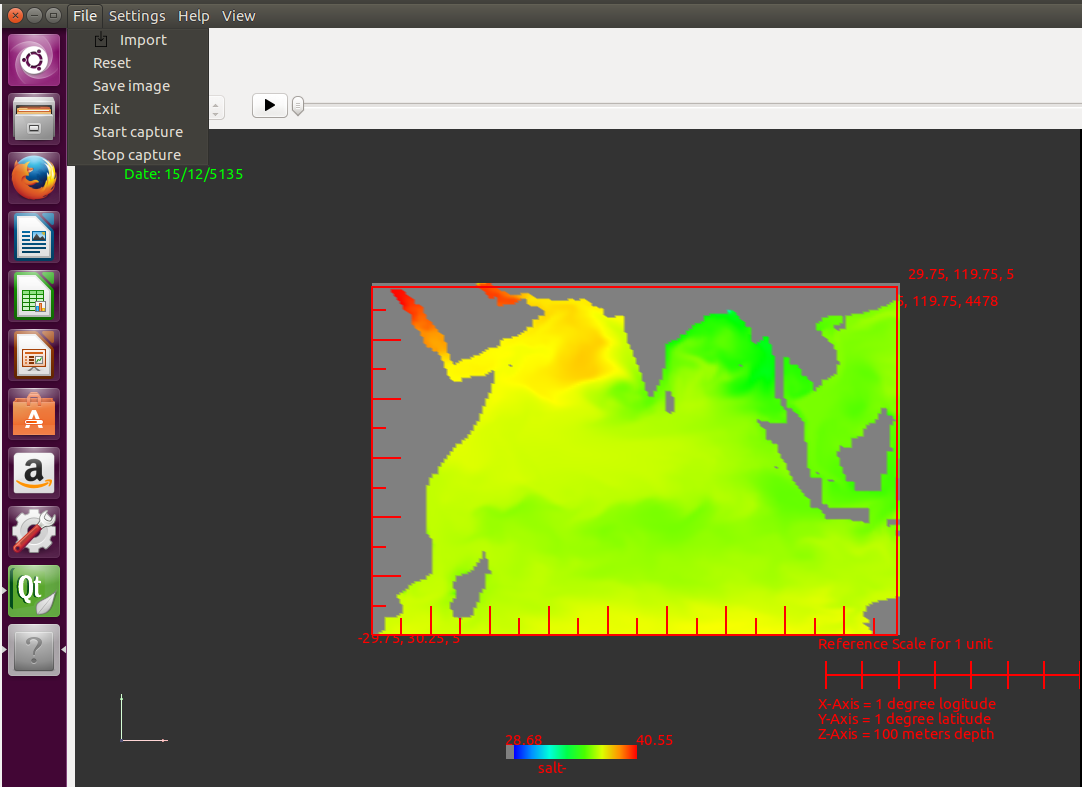 File Settings Help View
Import
Reset
Save image
Exit
Start capture
Stop capture
Date: 15/12/5135
29.75, 119.75, 5
5, 119.75, 4478
-29.75, 30.25, 5
Reference Scale for 1 unit
X-Axis = 1 degree logitude
Y-Axis = 1 degree latitude
Z-Axis = 100 meters depth
28.68 40.55
salt-
A
a
Qt
?